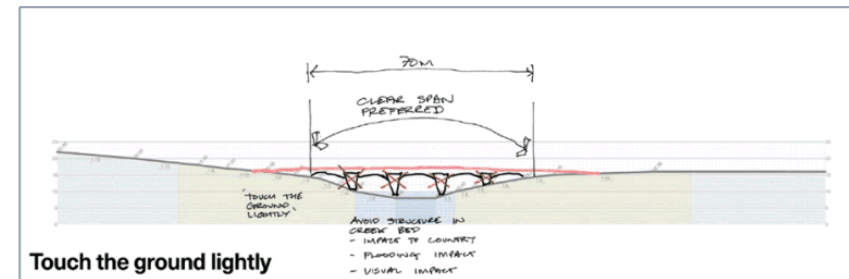 70M
CLEAR SPAN
PREFERRED
"TOUCH THE
GROUND
LIGHTLY"
AVOID STRUCTURE IN
CREEK BED
- IMPACT TO COUNTRY
- FLOODING IMPACT
- VISUAL IMPACT
Touch the ground lightly